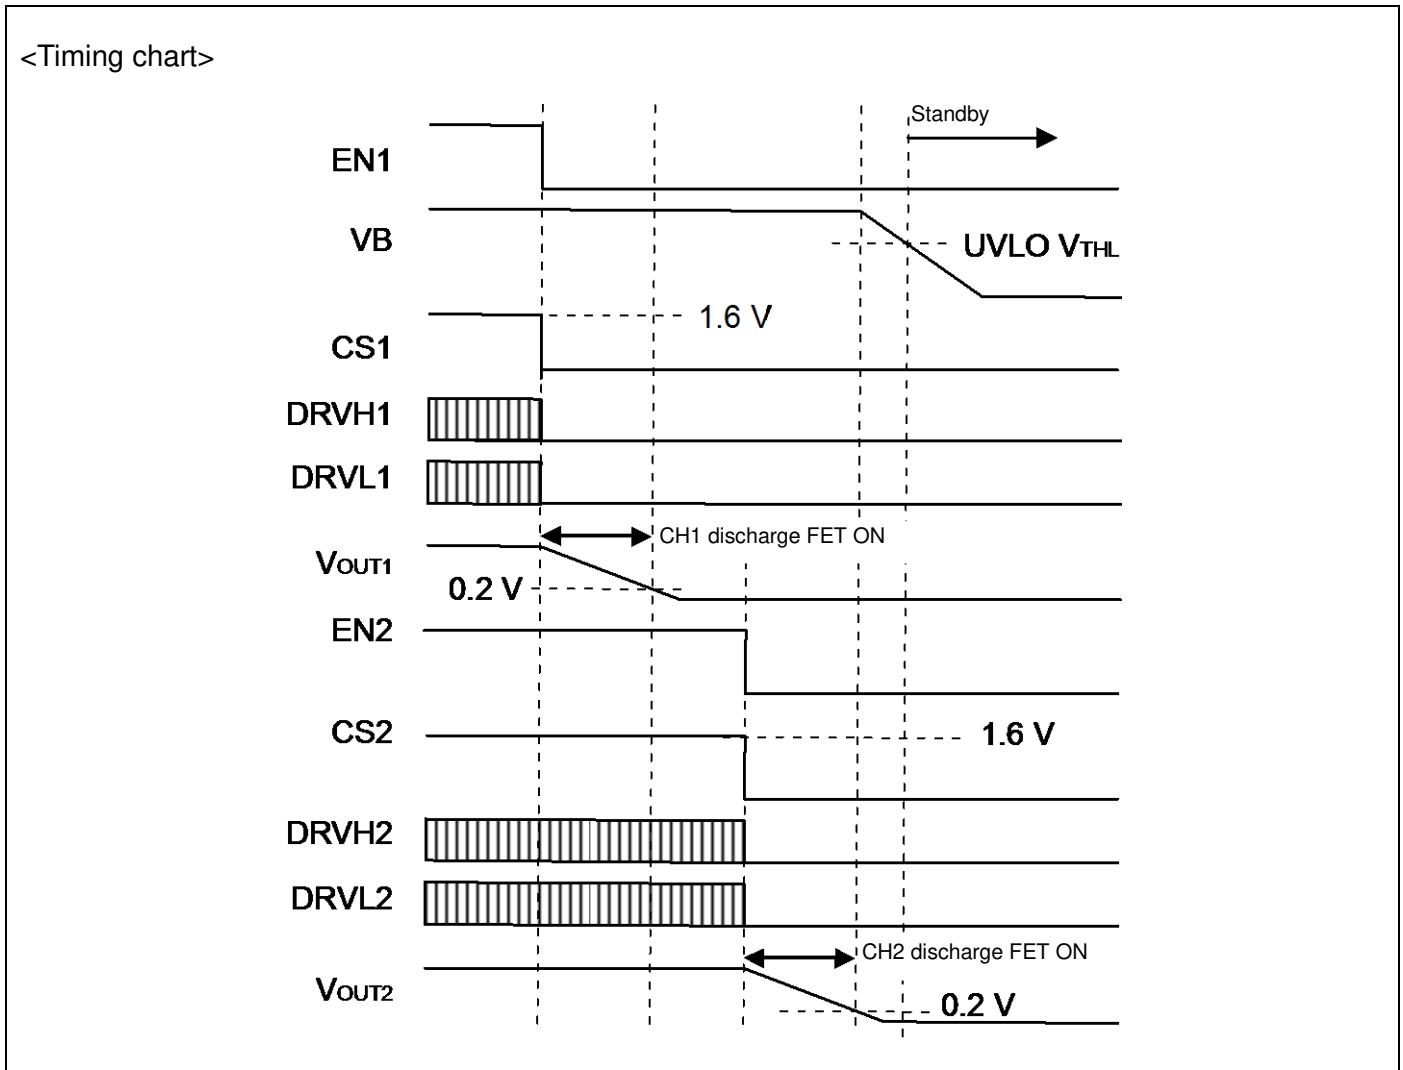 <Timing chart>
Standby
EN1
VB
UVLO VTHL
1.6 V
CS1
DRVH1
DRVL1
CH1 discharge FET ON
VOUT1
0.2 V
EN2
CS2
1.6 V
DRVH2
DRVL2
CH2 discharge FET ON
VOUT2
0.2 V